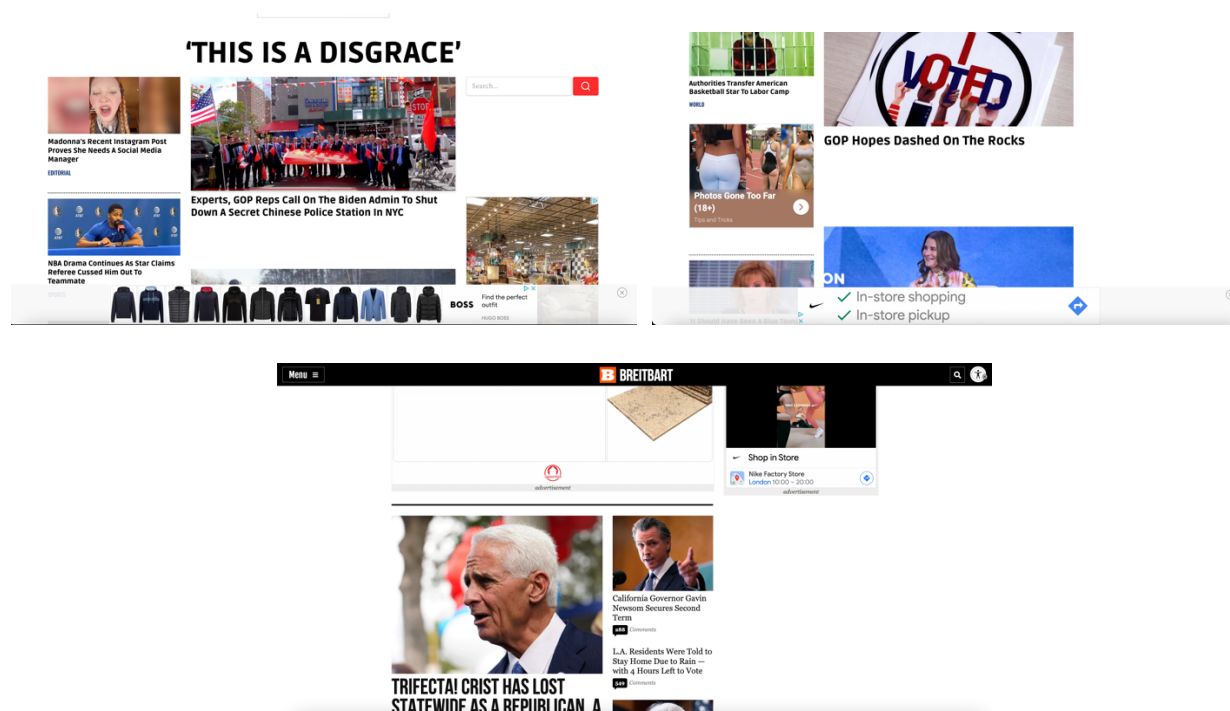 ‘THIS IS A DISGRACE’
Madonna's Recent Instagram Post
Proves She Needs A Social Media
Manager
EDITORIAL
NBA Drama Continues As Star Claims
Referee Cussed Him Out To
Teammate
Experts, GOP Reps Call On The Biden Admin To Shut
Down A Secret Chinese Police Station In NYC
STOP
Search...
BOSS
Find the perfect
outfit
HUGO BOSS
Authorities Transfer American
Basketball Star To Labor Camp
WORLD
Photos Gone Too Far
(18+)
Tips and Tricks
VOTED
GOP Hopes Dashed On The Rocks
ON
In-store shopping
In-store pickup
Menu
B BREITBART
advertisement
Shop in Store
Nike Factory Store
London 10:00 – 20:00
advertisement
TRIFECTA! CRIST HAS LOST
STATEWIDE AS A REPUBLICAN, A
California Governor Gavin
Newsom Secures Second
Term
288 Comments
L.A. Residents Were Told to
Stay Home Due to Rain —
with 4 Hours Left to Vote
549 Comments